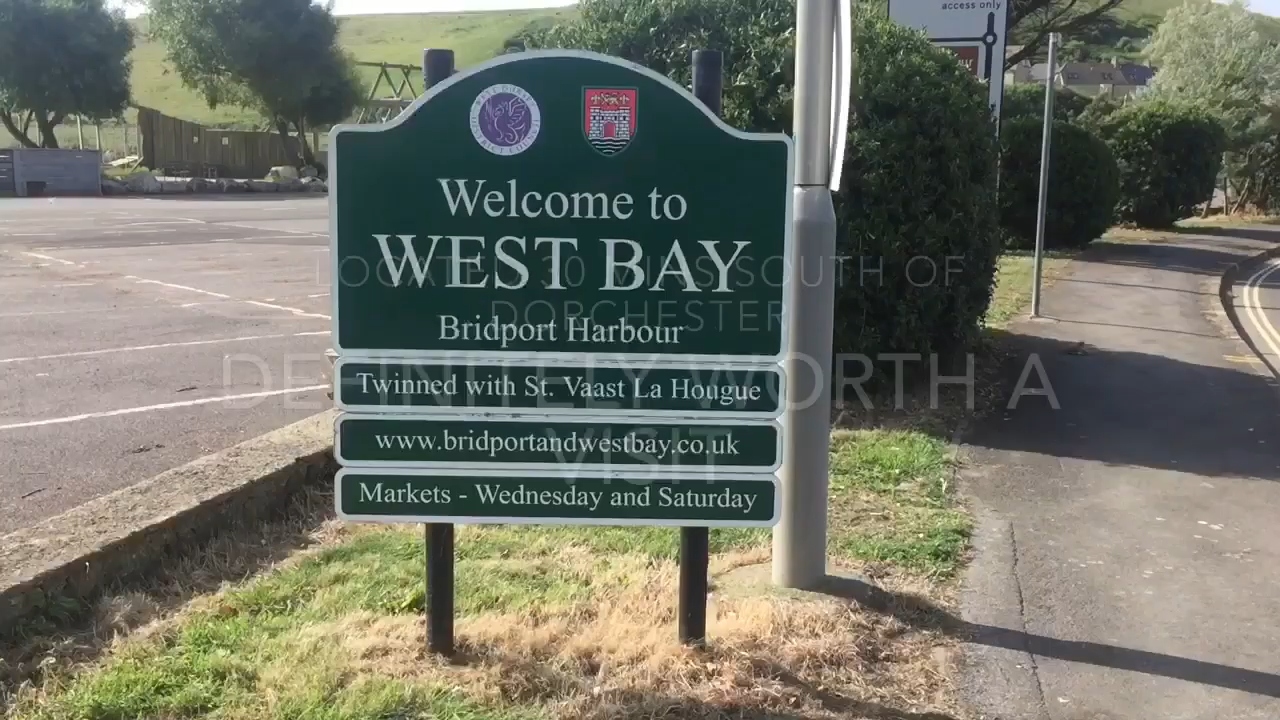 access only
Welcome to
WEST BAY
Bridport Harbour
Twinned with St. Vaast La Hougue
www.bridportandwestbay.co.uk
Markets - Wednesday and Saturday
LOCATED 30 MINS SOUTH OF
DORCHESTER
DEFINITELY WORTH A
VISIT